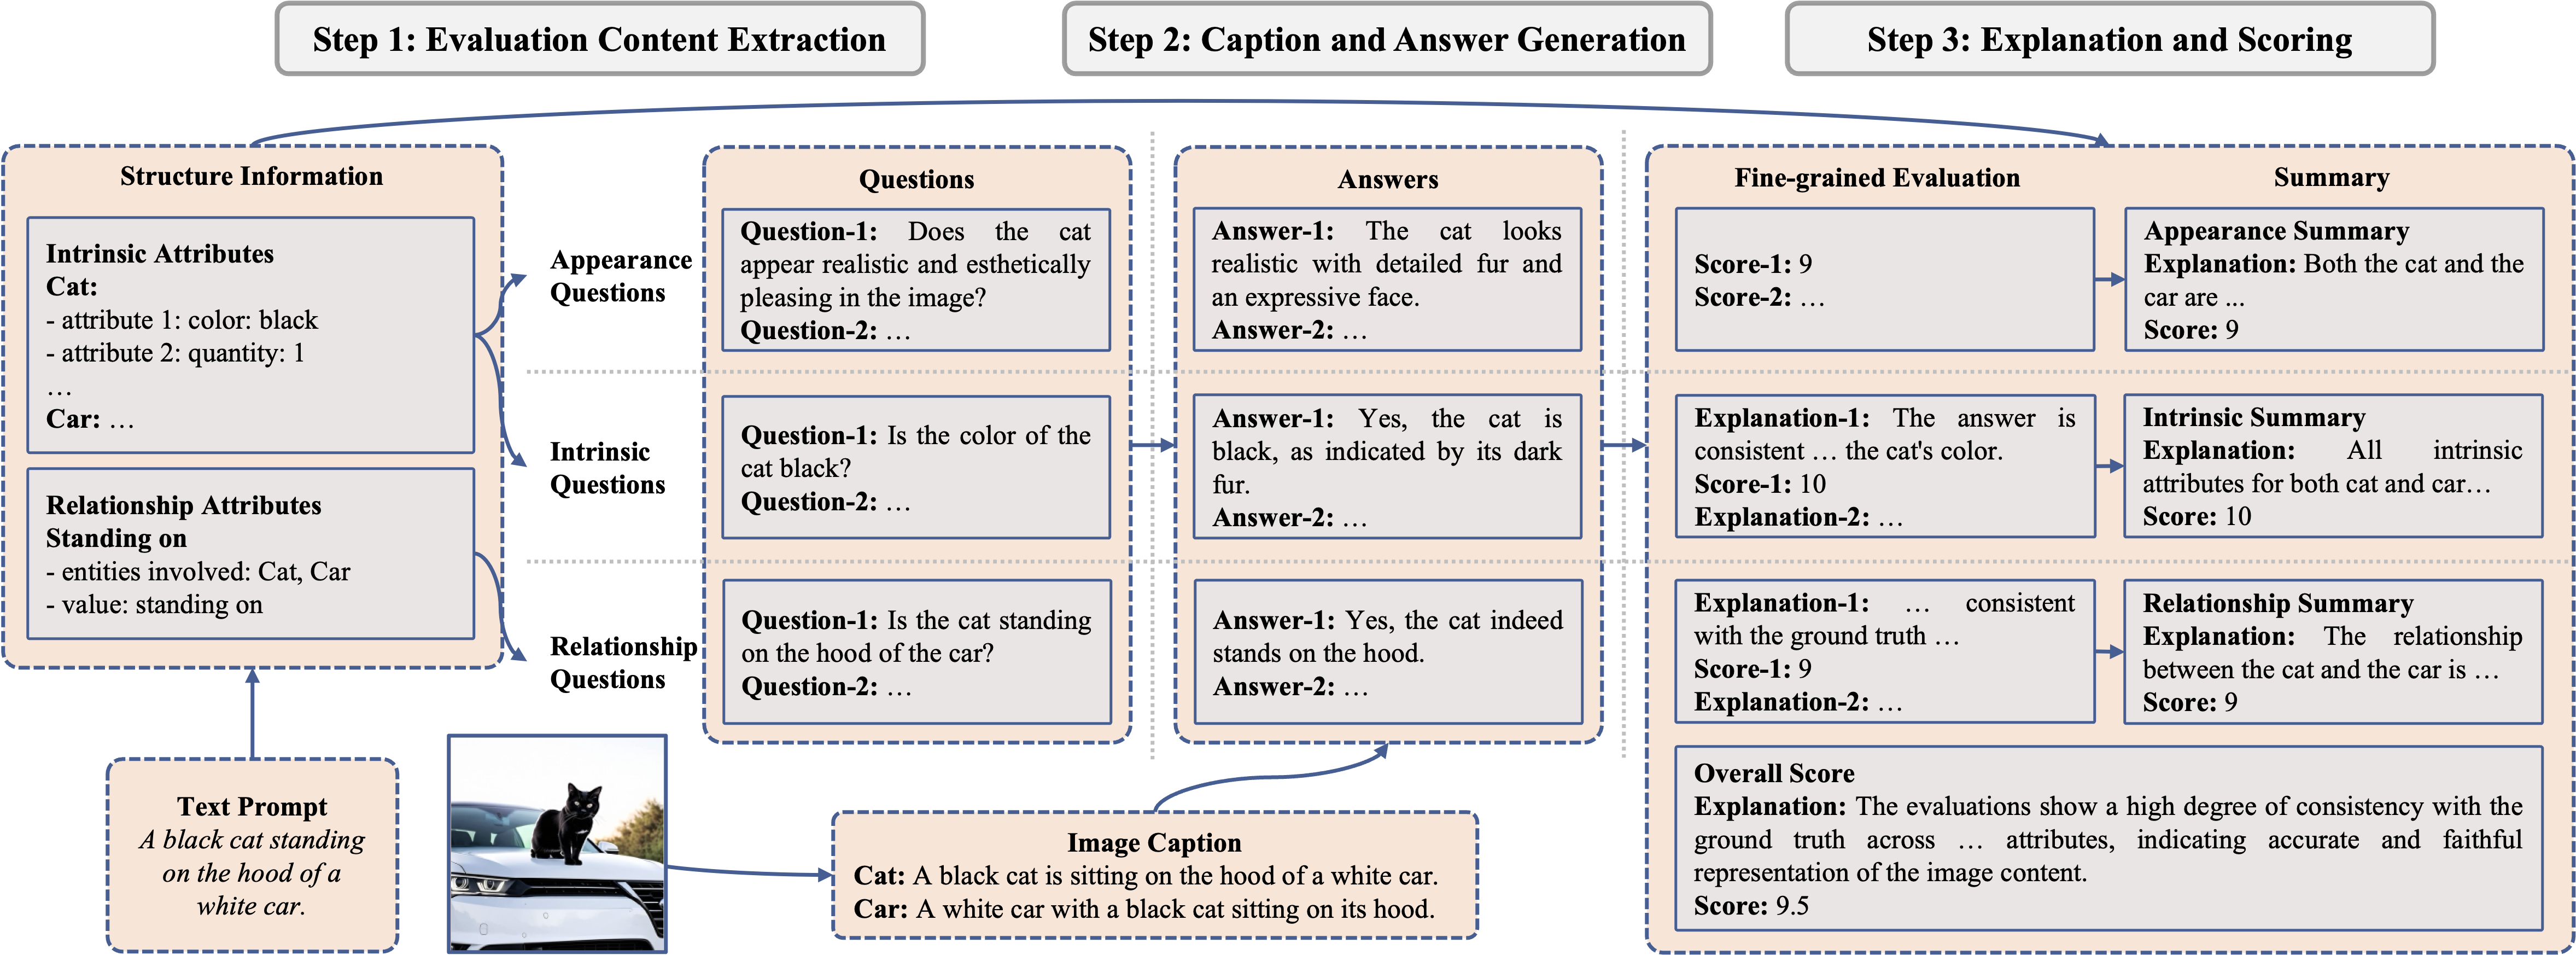 Step 1: Evaluation Content Extraction
Step 2: Caption and Answer Generation
Step 3: Explanation and Scoring
Structure Information
Intrinsic Attributes
Cat:
- attribute 1: color: black
- attribute 2: quantity: 1
…
Car: …
Relationship Attributes
Standing on
- entities involved: Cat, Car
- value: standing on
Text Prompt
A black cat standing
on the hood of a
white car.
Appearance
Questions
Intrinsic
Questions
Relationship
Questions
Questions
Question-1: Does the cat
appear realistic and esthetically
pleasing in the image?
Question-2: …
Question-1: Is the color of the
cat black?
Question-2: …
Question-1: Is the cat standing
on the hood of the car?
Question-2: …
Image Caption
Cat: A black cat is sitting on the hood of a white car.
Car: A white car with a black cat sitting on its hood.
Answers
Answer-1: The cat looks
realistic with detailed fur and
an expressive face.
Answer-2: …
Answer-1: Yes, the cat is
black, as indicated by its dark
fur.
Answer-2: …
Answer-1: Yes, the cat indeed
stands on the hood.
Answer-2: …
Fine-grained Evaluation
Score-1: 9
Score-2: …
Explanation-1: The answer is
consistent … the cat's color.
Score-1: 10
Explanation-2: …
Explanation-1: … consistent
with the ground truth …
Score-1: 9
Explanation-2: …
Summary
Appearance Summary
Explanation: Both the cat and the
car are ...
Score: 9
Intrinsic Summary
Explanation: All intrinsic
attributes for both cat and car…
Score: 10
Relationship Summary
Explanation: The relationship
between the cat and the car is …
Score: 9
Overall Score
Explanation: The evaluations show a high degree of consistency with the
ground truth across … attributes, indicating accurate and faithful
representation of the image content.
Score: 9.5